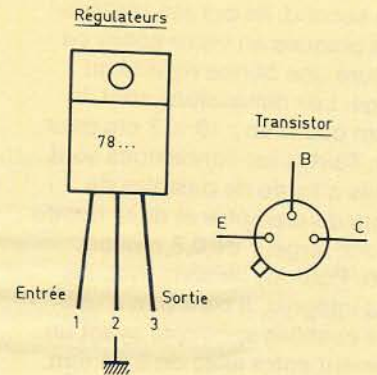 Régulateurs
78...
Entrée
Sortie
1 2 3
Transistor
B
E
C